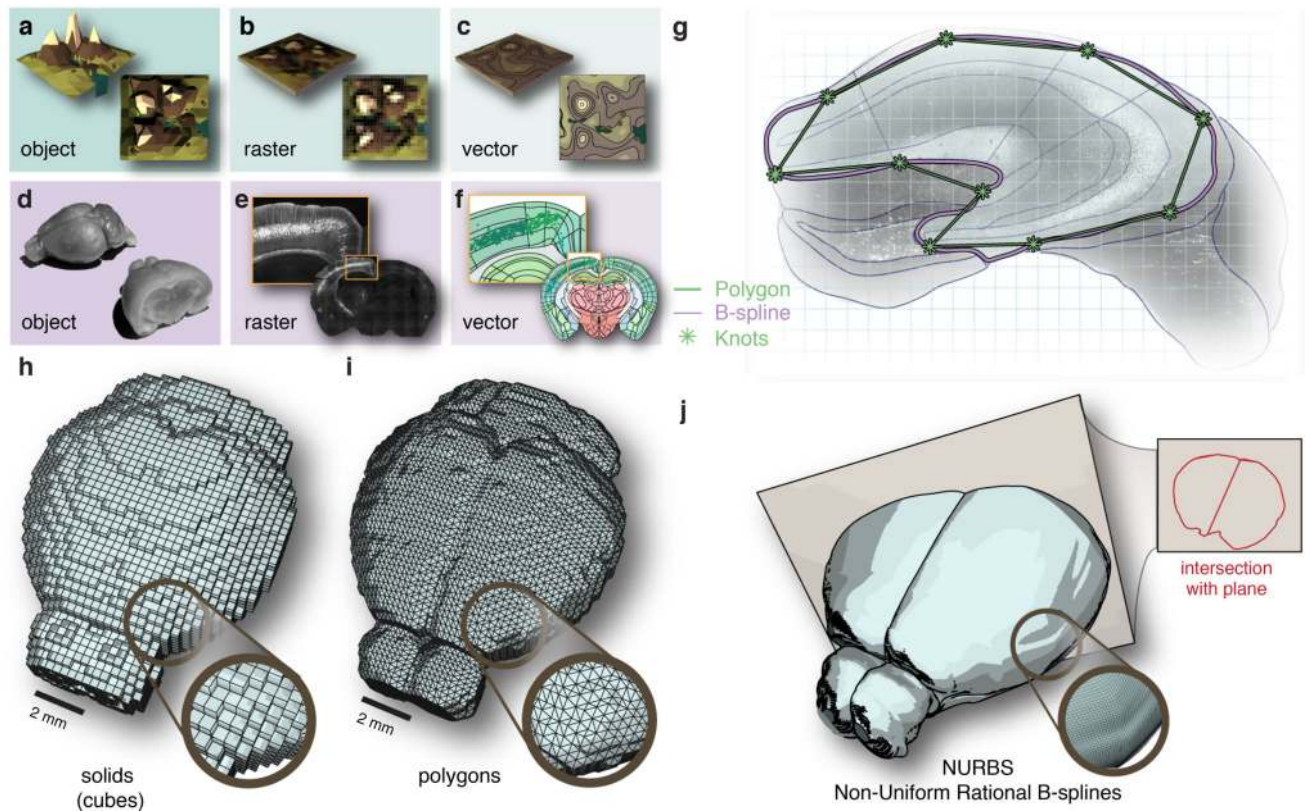 a
object
b
raster
c
vector
d
object
e
raster
f
vector
g
Polygon
B-spline
Knots
h
2 mm
solids
(cubes)
i
2 mm
polygons
j
intersection
with plane
NURBS
Non-Uniform Rational B-splines